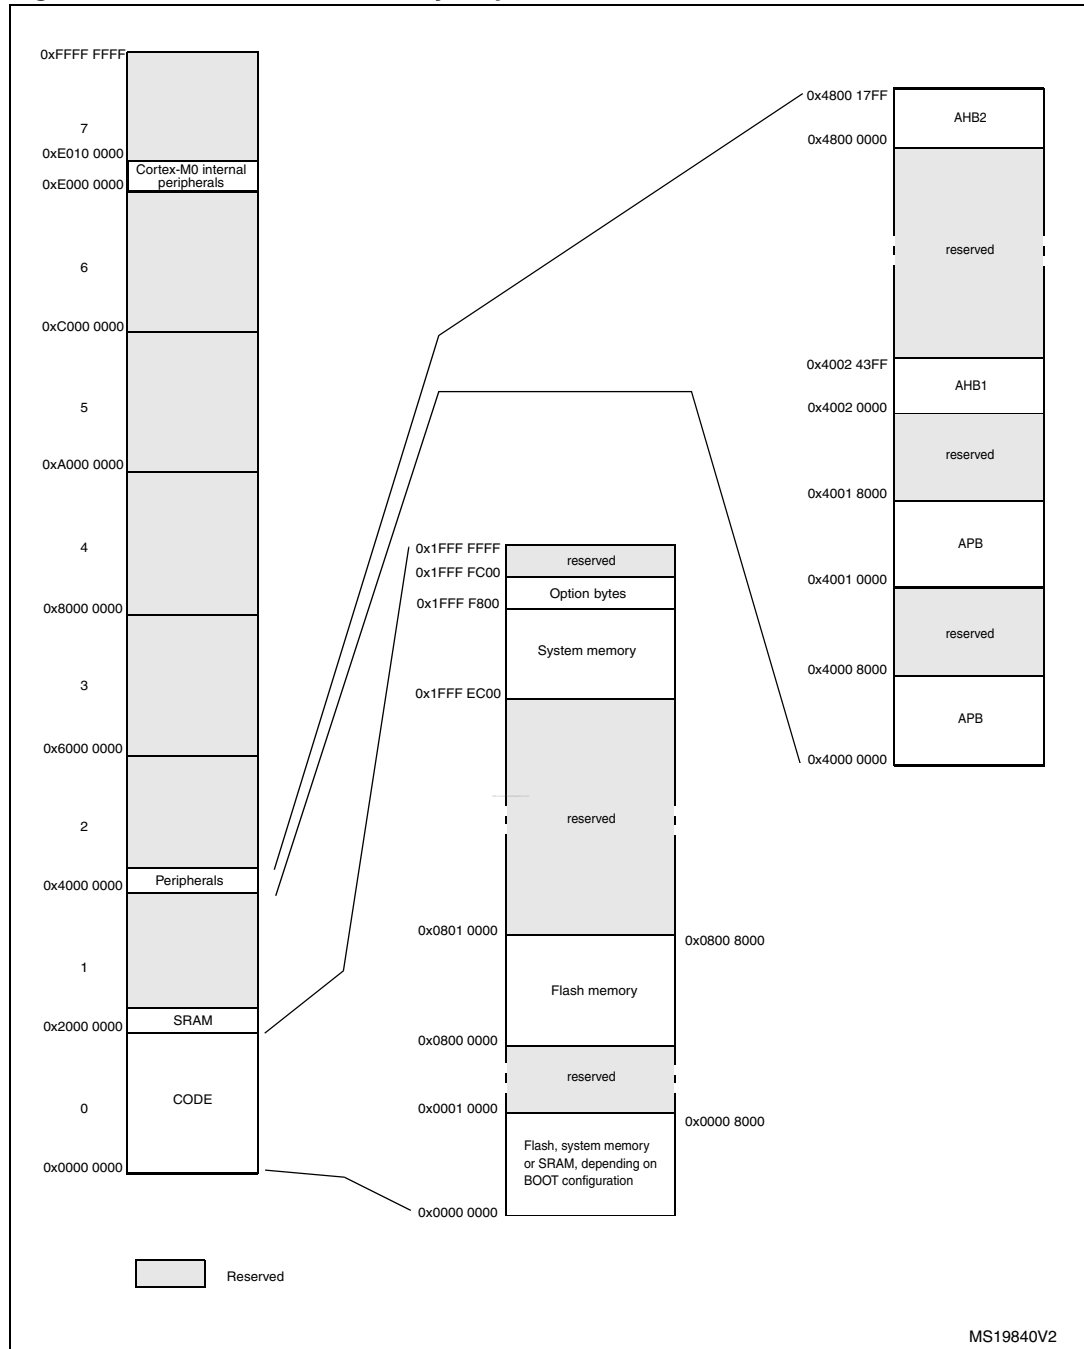 0xFFFF FFFF
7
0xE010 0000
Cortex-M0 internal
peripherals
0xE000 0000
6
0xC000 0000
5
0xA000 0000
4
0x8000 0000
3
0x6000 0000
2
Peripherals
0x4000 0000
1
SRAM
0x2000 0000
CODE
0
0x0000 0000
0x1FFF FFFF
reserved
0x1FFF FC00
Option bytes
0x1FFF F800
System memory
0x1FFF EC00
reserved
0x0801 0000
0x0800 8000
Flash memory
0x0800 0000
reserved
0x0001 0000
0x0000 8000
Flash, system memory
or SRAM, depending on
BOOT configuration
0x0000 0000
0x4800 17FF
AHB2
0x4800 0000
reserved
0x4002 43FF
AHB1
0x4002 0000
reserved
0x4001 8000
APB
0x4001 0000
reserved
0x4000 8000
APB
0x4000 0000
Reserved
MS19840V2